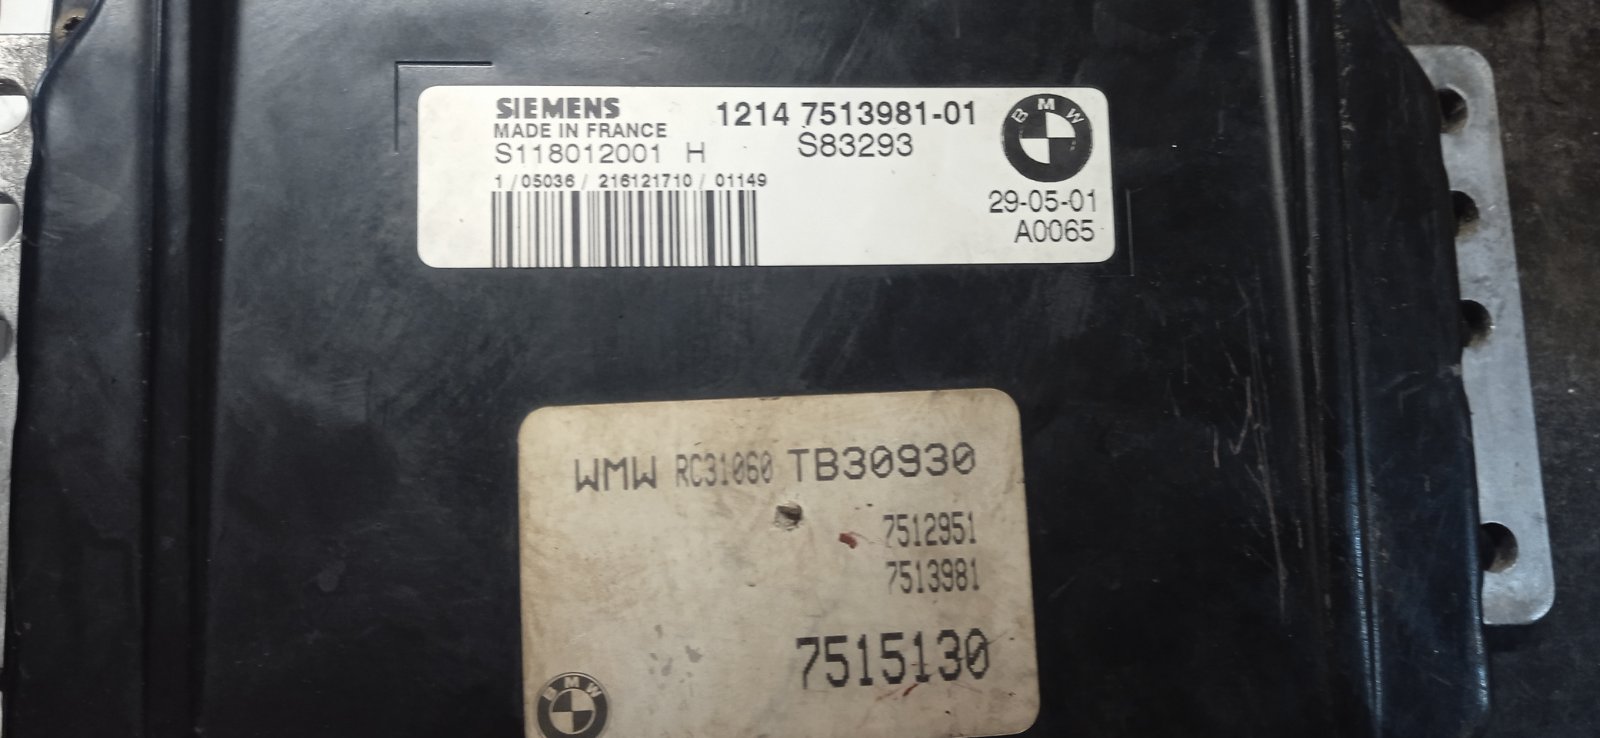 SIEMENS
MADE IN FRANCE
S118012001 H
1 / 05036 / 216121710 / 01149
1214 7513981-01
S83293
BMW
29-05-01
A0065
WMW RC31060 TB30930
7512951
7513981
7515130
BMW